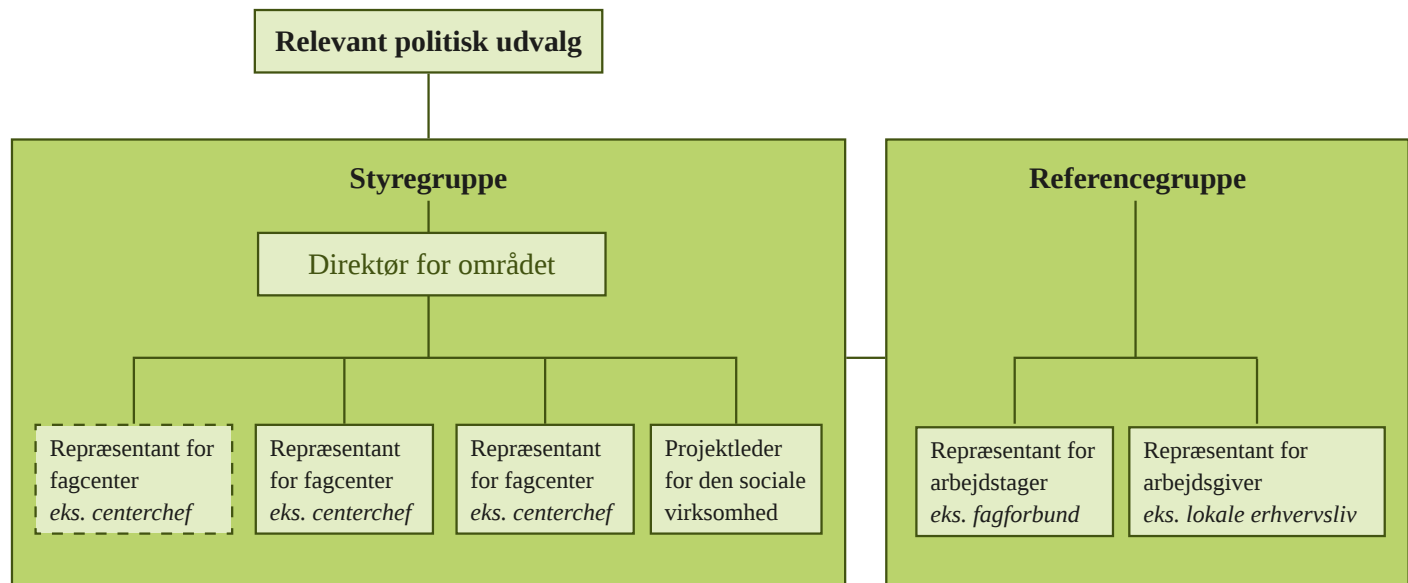 Relevant politisk udvalg
Styregruppe
Direktør for området
Repræsentant for
fagcenter
eks. centerchef
Repræsentant
for fagcenter
eks. centerchef
Repræsentant
for fagcenter
eks. centerchef
Projektleder
for den sociale
virksomhed
Referencegruppe
Repræsentant for
arbejdstager
eks. fagforbund
Repræsentant for
arbejdsgiver
eks. lokale erhvervsliv